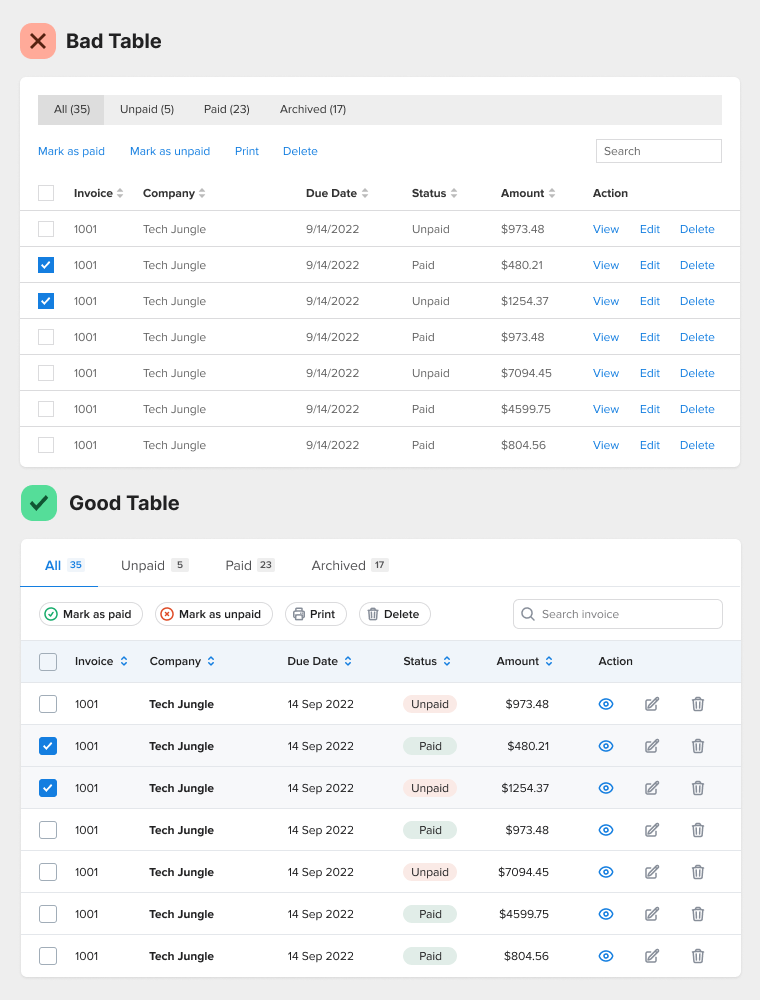 Bad Table
All (35) Unpaid (5) Paid (23) Archived (17)
Mark as paid Mark as unpaid Print Delete Search
Invoice Company Due Date Status Amount Action
1001 Tech Jungle 9/14/2022 Unpaid $973.48 View Edit Delete
1001 Tech Jungle 9/14/2022 Paid $480.21 View Edit Delete
1001 Tech Jungle 9/14/2022 Unpaid $1254.37 View Edit Delete
1001 Tech Jungle 9/14/2022 Paid $973.48 View Edit Delete
1001 Tech Jungle 9/14/2022 Unpaid $7094.45 View Edit Delete
1001 Tech Jungle 9/14/2022 Paid $4599.75 View Edit Delete
1001 Tech Jungle 9/14/2022 Paid $804.56 View Edit Delete
Good Table
All 35 Unpaid 5 Paid 23 Archived 17
Mark as paid Mark as unpaid Print Delete Search invoice
Invoice Company Due Date Status Amount Action
1001 Tech Jungle 14 Sep 2022 Unpaid $973.48
1001 Tech Jungle 14 Sep 2022 Paid $480.21
1001 Tech Jungle 14 Sep 2022 Unpaid $1254.37
1001 Tech Jungle 14 Sep 2022 Paid $973.48
1001 Tech Jungle 14 Sep 2022 Unpaid $7094.45
1001 Tech Jungle 14 Sep 2022 Paid $4599.75
1001 Tech Jungle 14 Sep 2022 Paid $804.56